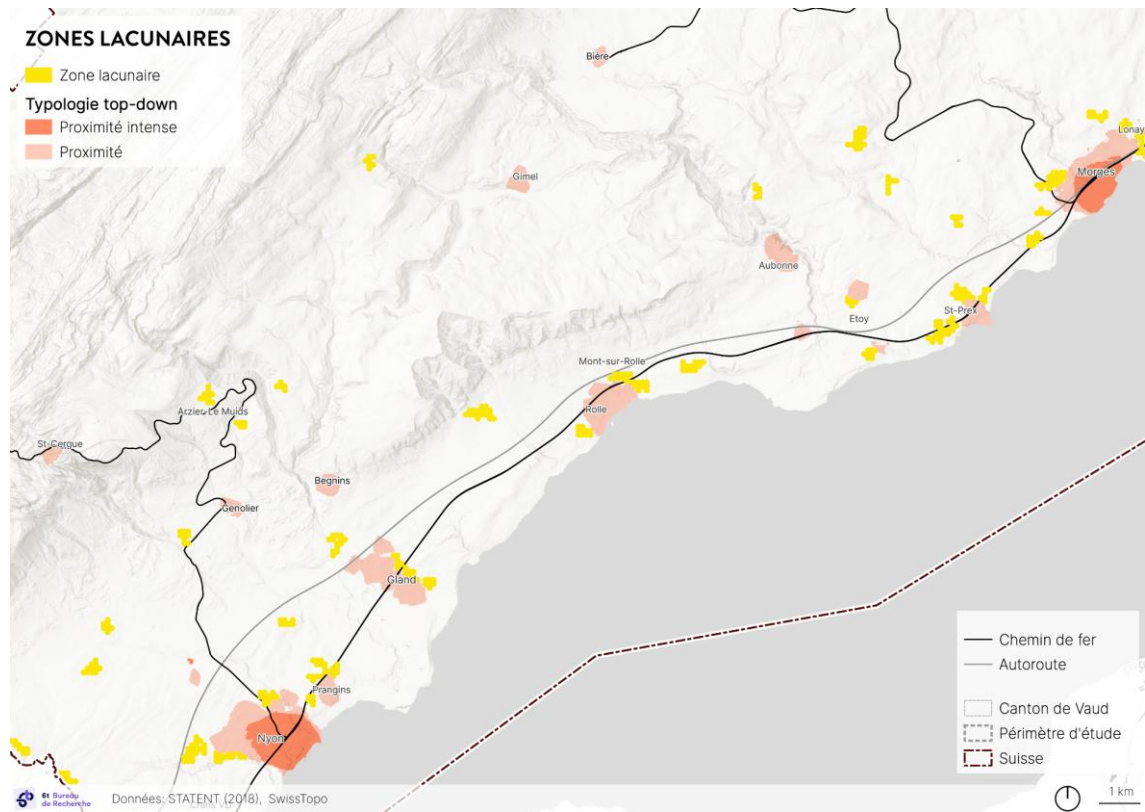 ZONES LACUNAIRES
Zone lacunaire
Typologie top-down
Proximité intense
Proximité
Bière
Lonay
Morges
Gimel
Aubonne
Etoy
St-Prex
Mont-sur-Rolle
Rolle
Arzier-Le Muids
St-Cergue
Begnins
Genolier
Gland
Prangins
Nyon
Chemin de fer
Autoroute
Canton de Vaud
Périmètre d'étude
Suisse
6t Bureau
de Recherche
Données: STATENT (2018), SwissTopo
1 km